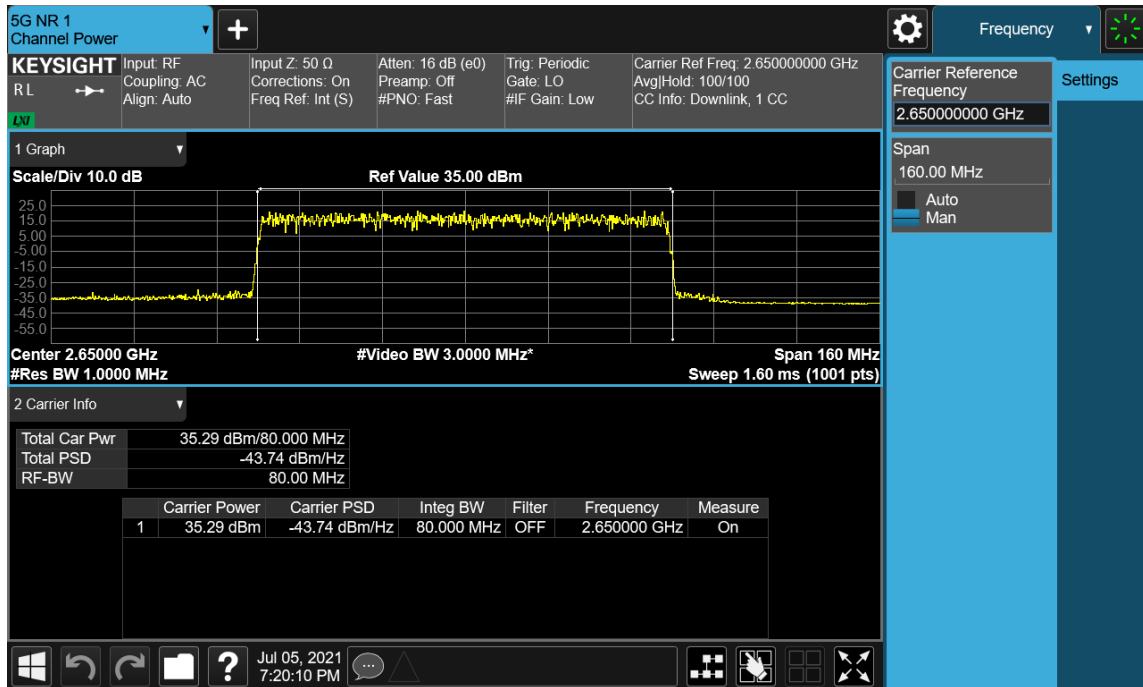 5G NR 1
Channel Power
+
Frequency
KEYSIGHT
R L
LXI
Input: RF
Coupling: AC
Align: Auto
Input Z: 50 Ω
Corrections: On
Freq Ref: Int (S)
Atten: 16 dB (e0)
Preamp: Off
#PNO: Fast
Trig: Periodic
Gate: LO
#IF Gain: Low
Carrier Ref Freq: 2.650000000 GHz
Avg|Hold: 100/100
CC Info: Downlink, 1 CC
Carrier Reference
Frequency
2.650000000 GHz
Settings
Span
160.00 MHz
Auto
Man
1 Graph
Scale/Div 10.0 dB
Ref Value 35.00 dBm
25.0
15.0
5.00
-5.00
-15.0
-25.0
-35.0
-45.0
-55.0
Center 2.65000 GHz
#Video BW 3.0000 MHz*
Span 160 MHz
#Res BW 1.0000 MHz
Sweep 1.60 ms (1001 pts)
2 Carrier Info
Total Car Pwr 35.29 dBm/80.000 MHz
Total PSD -43.74 dBm/Hz
RF-BW 80.00 MHz
Carrier Power Carrier PSD Integ BW Filter Frequency Measure
1 35.29 dBm -43.74 dBm/Hz 80.000 MHz OFF 2.650000 GHz On
?
Jul 05, 2021
7:20:10 PM